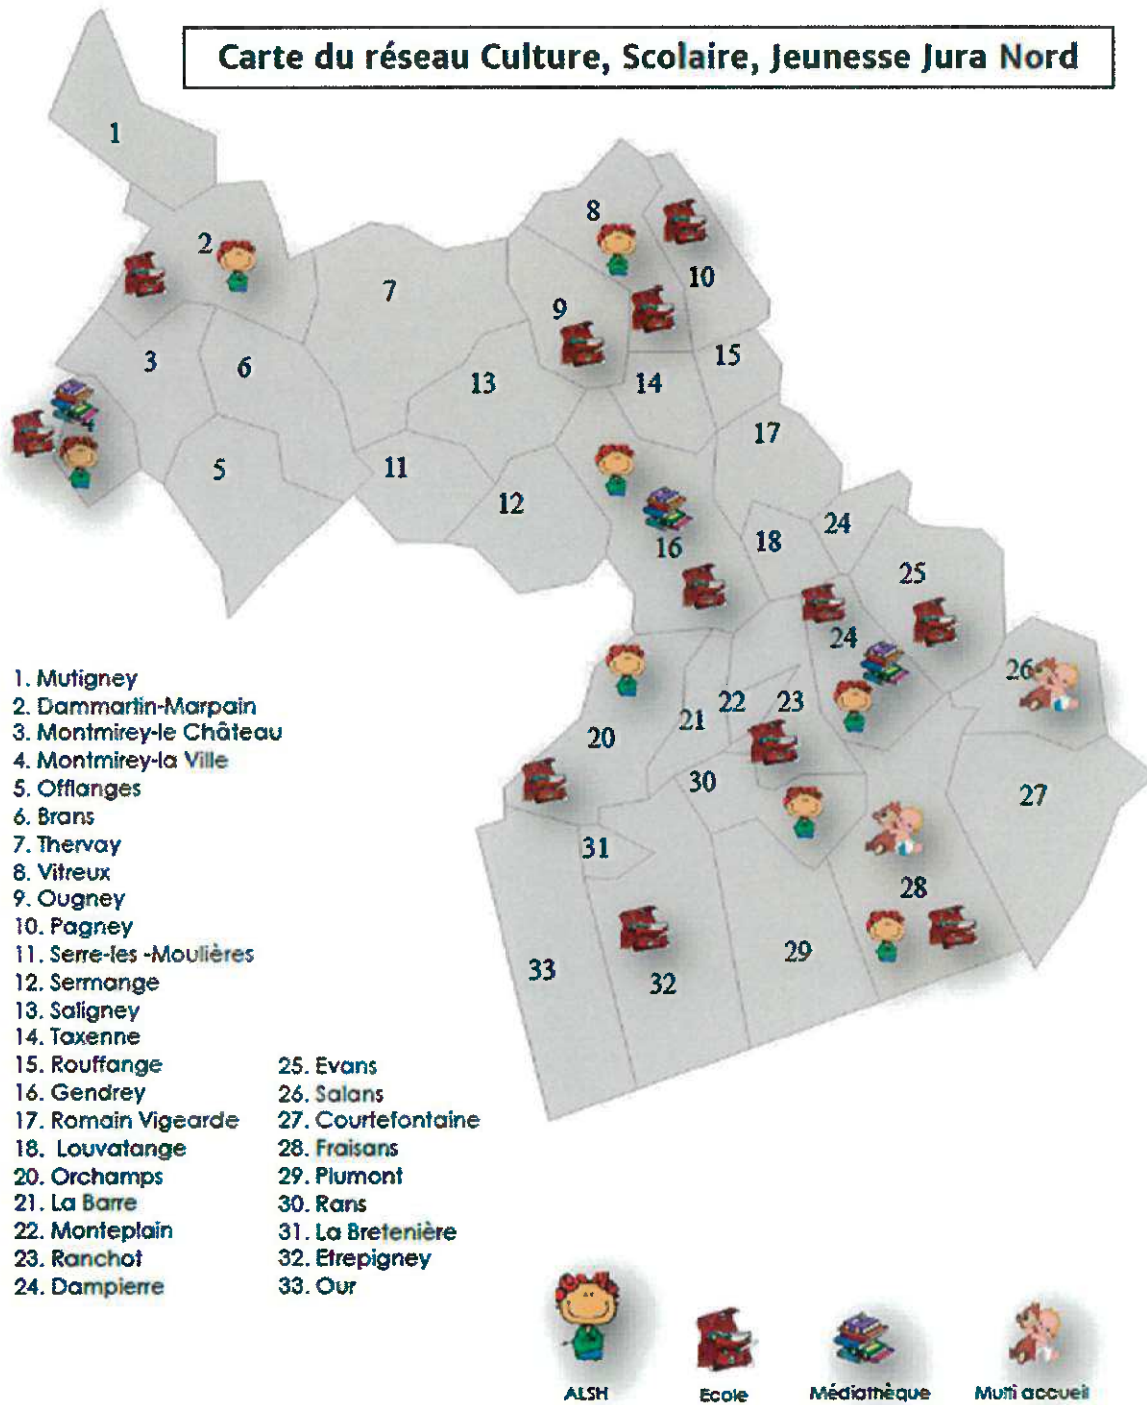 Carte du réseau Culture, Scolaire, Jeunesse Jura Nord
1
2
8
10
7
9
3
6
15
13
14
4
17
5
11
12
24
18
16
25
24
26
22
23
21
20
30
27
31
28
29
33
32
1. Mutigney
2. Dammartin-Marpain
3. Montmirey-le Château
4. Montmirey-la Ville
5. Offlanges
6. Brans
7. Thervay
8. Vitreux
9. Ougney
10. Pagney
11. Serre-les -Moulières
12. Sermange
13. Saligney
14. Taxenne
15. Rouffange
16. Gendrey
17. Romain Vigearde
18. Louvatange
20. Orchamps
21. La Barre
22. Monteplain
23. Ranchot
24. Dampierre
25. Evans
26. Salans
27. Courtefontaine
28. Fraisans
29. Plumont
30. Rans
31. La Bretenière
32. Etrepigney
33. Our
ALSH
Ecole
Médiathèque
Multi accueil